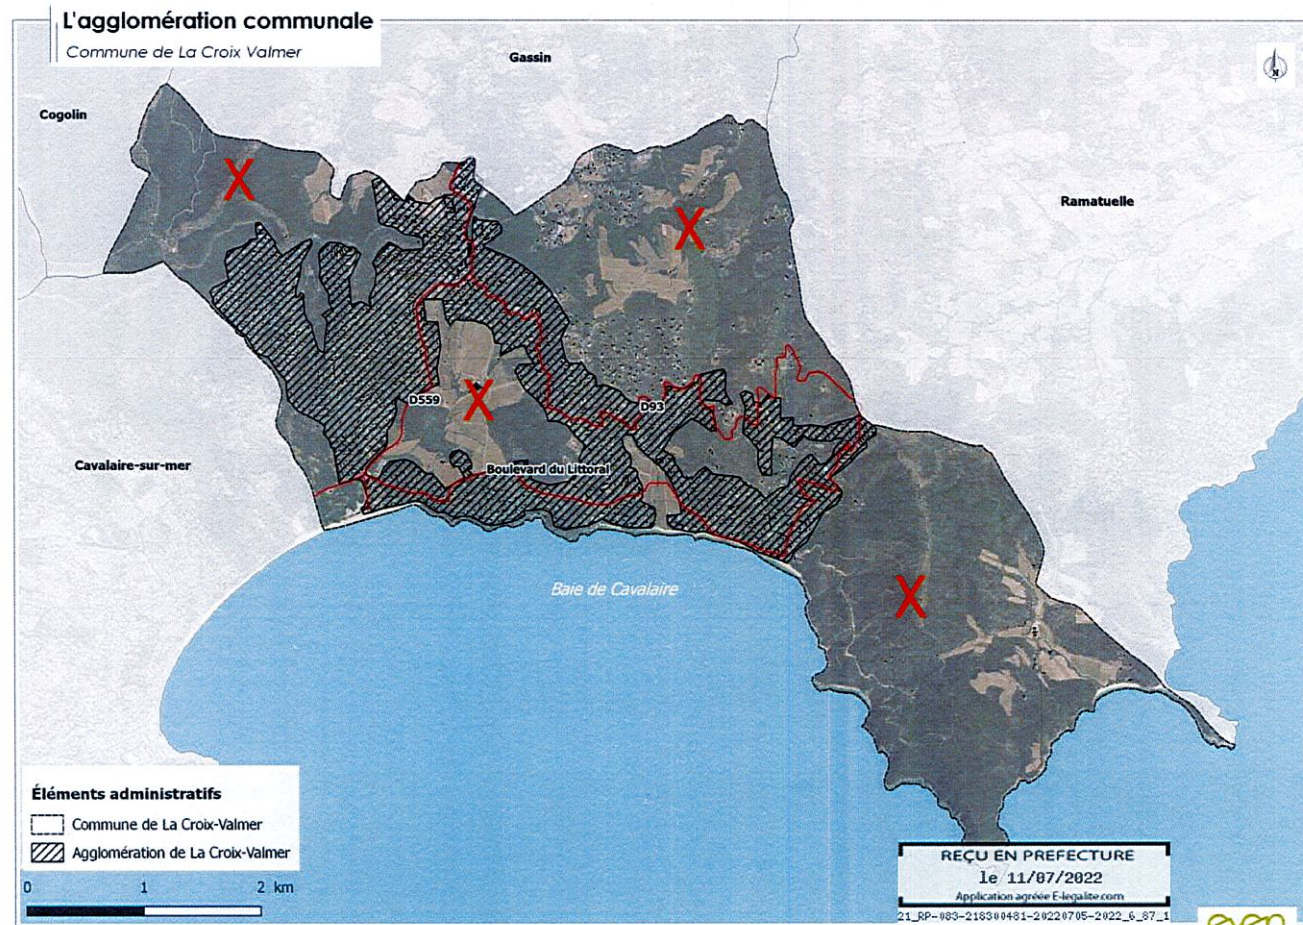 L'agglomération communale
Commune de La Croix Valmer
Gassin
N
Cogolin
X
X
Ramatuelle
X
D559
D93
Cavalaire-sur-mer
Boulevard du Littoral
Baie de Cavalaire
X
Éléments administratifs
Commune de La Croix-Valmer
Agglomération de La Croix-Valmer
0 1 2 km
REÇU EN PREFECTURE
le 11/07/2022
Application agréée E-legalite.com
21_RP-083-218300481-20220705-2022_6_87_1
even